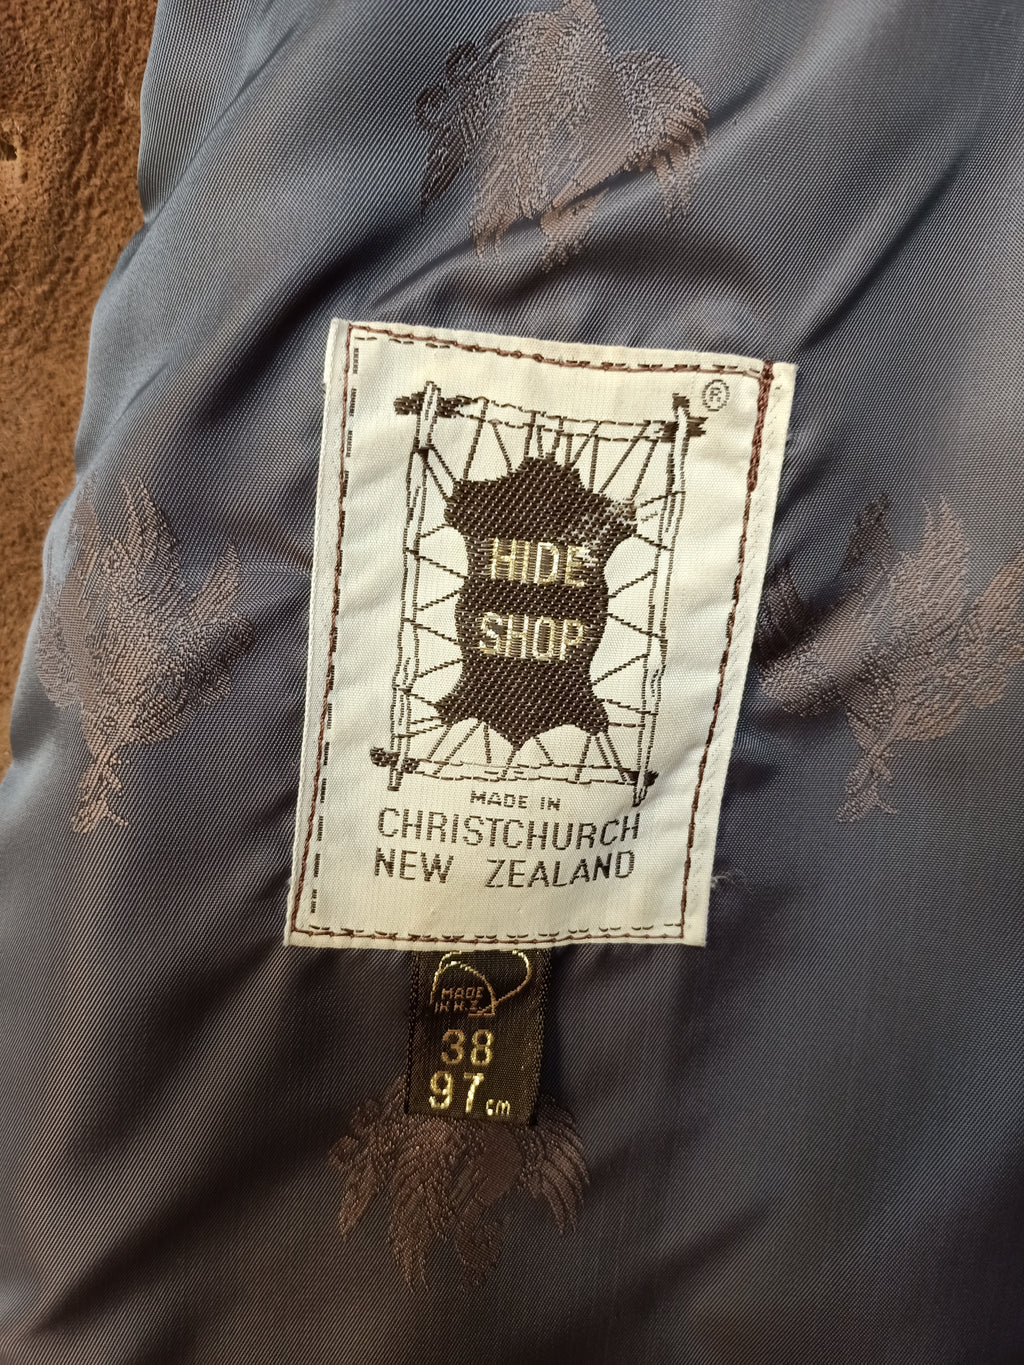 ®
HIDE
SHOP
MADE IN
CHRISTCHURCH
NEW ZEALAND
MADE
IN N.Z.
38
97cm